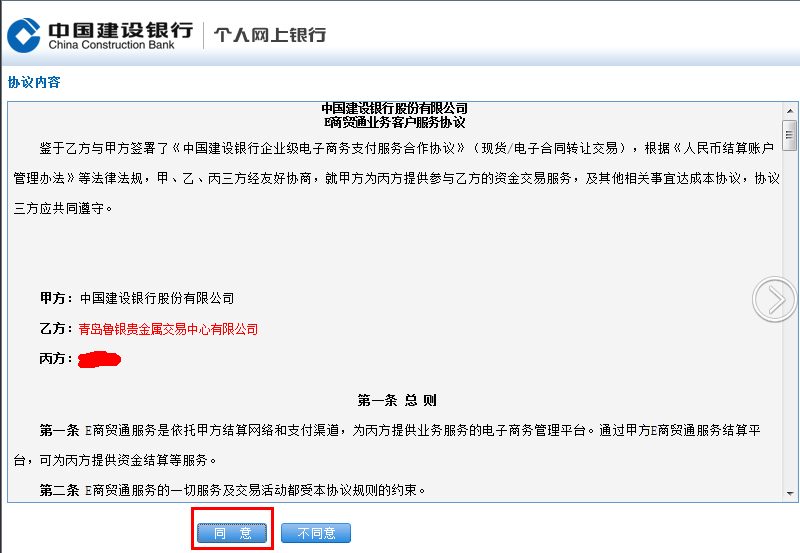 中国建设银行
China Construction Bank
个人网上银行
协议内容
中国建设银行股份有限公司
E商贸通业务客户服务协议
鉴于乙方与甲方签署了《中国建设银行企业级电子商务支付服务合作协议》（现货/电子合同转让交易），根据《人民币结算账户
管理办法》等法律法规，甲、乙、丙三方经友好协商，就甲方为丙方提供参与乙方的资金交易服务，及其他相关事宜达成本协议，协议
三方应共同遵守。
甲方：中国建设银行股份有限公司
乙方：青岛鲁银贵金属交易中心有限公司
丙方：
第一条 总 则
第一条 E商贸通服务是依托甲方结算网络和支付渠道，为丙方提供业务服务的电子商务管理平台。通过甲方E商贸通服务结算平
台，可为丙方提供资金结算等服务。
第二条 E商贸通服务的一切服务及交易活动都受本协议规则的约束。
同 意
不同意